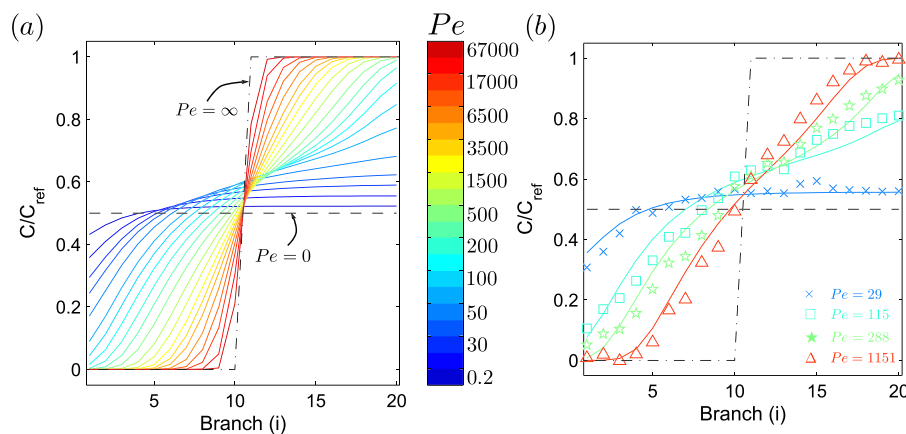 (a)
C/C_ref
1
0.8
0.6
0.4
0.2
0
5 10 15 20
Branch (i)
Pe = ∞
Pe = 0
Pe
67000
17000
6500
3500
1500
500
200
100
50
30
0.2
(b)
C/C_ref
1
0.8
0.6
0.4
0.2
0
5 10 15 20
Branch (i)
Pe = 29
Pe = 115
Pe = 288
Pe = 1151